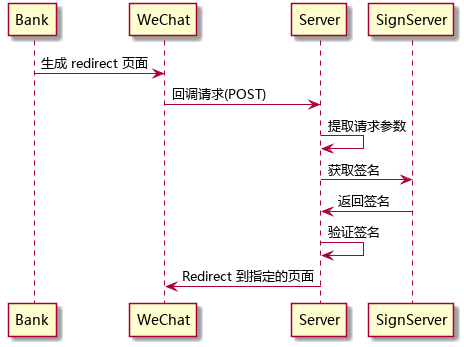 Bank WeChat Server SignServer
生成 redirect 页面
回调请求(POST)
提取请求参数
获取签名
返回签名
验证签名
Redirect 到指定的页面
Bank WeChat Server SignServer